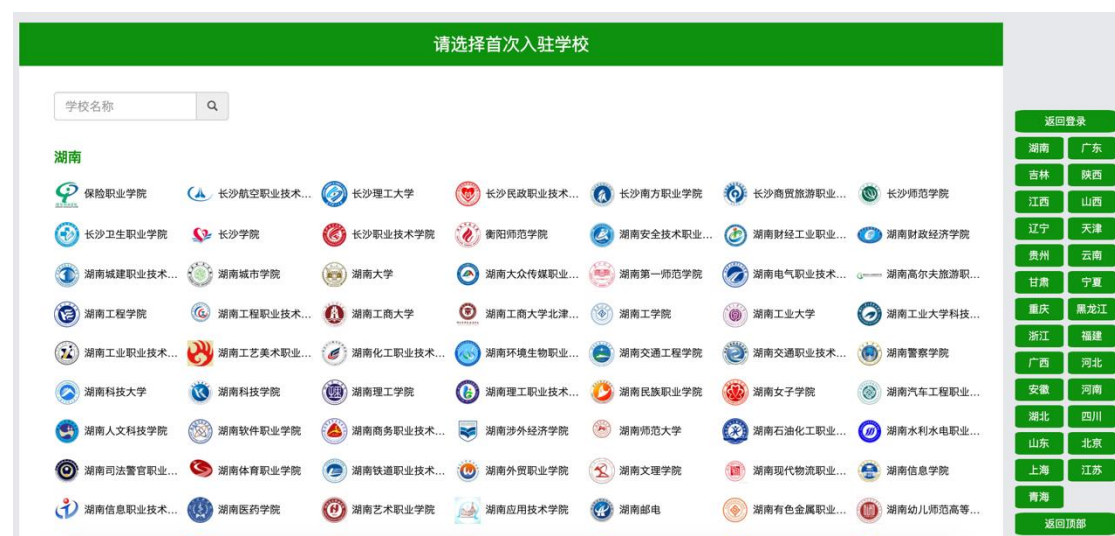 请选择首次入驻学校
学校名称
湖南
保险职业学院 长沙航空职业技术... 长沙理工大学 长沙民政职业技术... 长沙南方职业学院 长沙商贸旅游职业... 长沙师范学院
长沙卫生职业学院 长沙学院 长沙职业技术学院 衡阳师范学院 湖南安全技术职业... 湖南财经工业职业... 湖南财政经济学院
湖南城建职业技术... 湖南城市学院 湖南大学 湖南大众传媒职业... 湖南第一师范学院 湖南电气职业技术... 湖南高尔夫旅游职...
湖南工程学院 湖南工程职业技术... 湖南工商大学 湖南工商大学北津... 湖南工学院 湖南工业大学 湖南工业大学科技...
湖南工业职业技术... 湖南工艺美术职业... 湖南化工职业技术... 湖南环境生物职业... 湖南交通工程学院 湖南交通职业技术... 湖南警察学院
湖南科技大学 湖南科技学院 湖南理工学院 湖南理工职业技术... 湖南民族职业学院 湖南女子学院 湖南汽车工程职业...
湖南人文科技学院 湖南软件职业学院 湖南商务职业技术... 湖南涉外经济学院 湖南师范大学 湖南石油化工职业... 湖南水利水电职业...
湖南司法警官职业... 湖南体育职业学院 湖南铁道职业技术... 湖南外贸职业学院 湖南文理学院 湖南现代物流职业... 湖南信息学院
湖南信息职业技术... 湖南医药学院 湖南艺术职业学院 湖南应用技术学院 湖南邮电 湖南有色金属职业... 湖南幼儿师范高等...
返回登录
湖南 广东
吉林 陕西
江西 山西
辽宁 天津
贵州 云南
甘肃 宁夏
重庆 黑龙江
浙江 福建
广西 河北
安徽 河南
湖北 四川
山东 北京
上海 江苏
青海
返回顶部